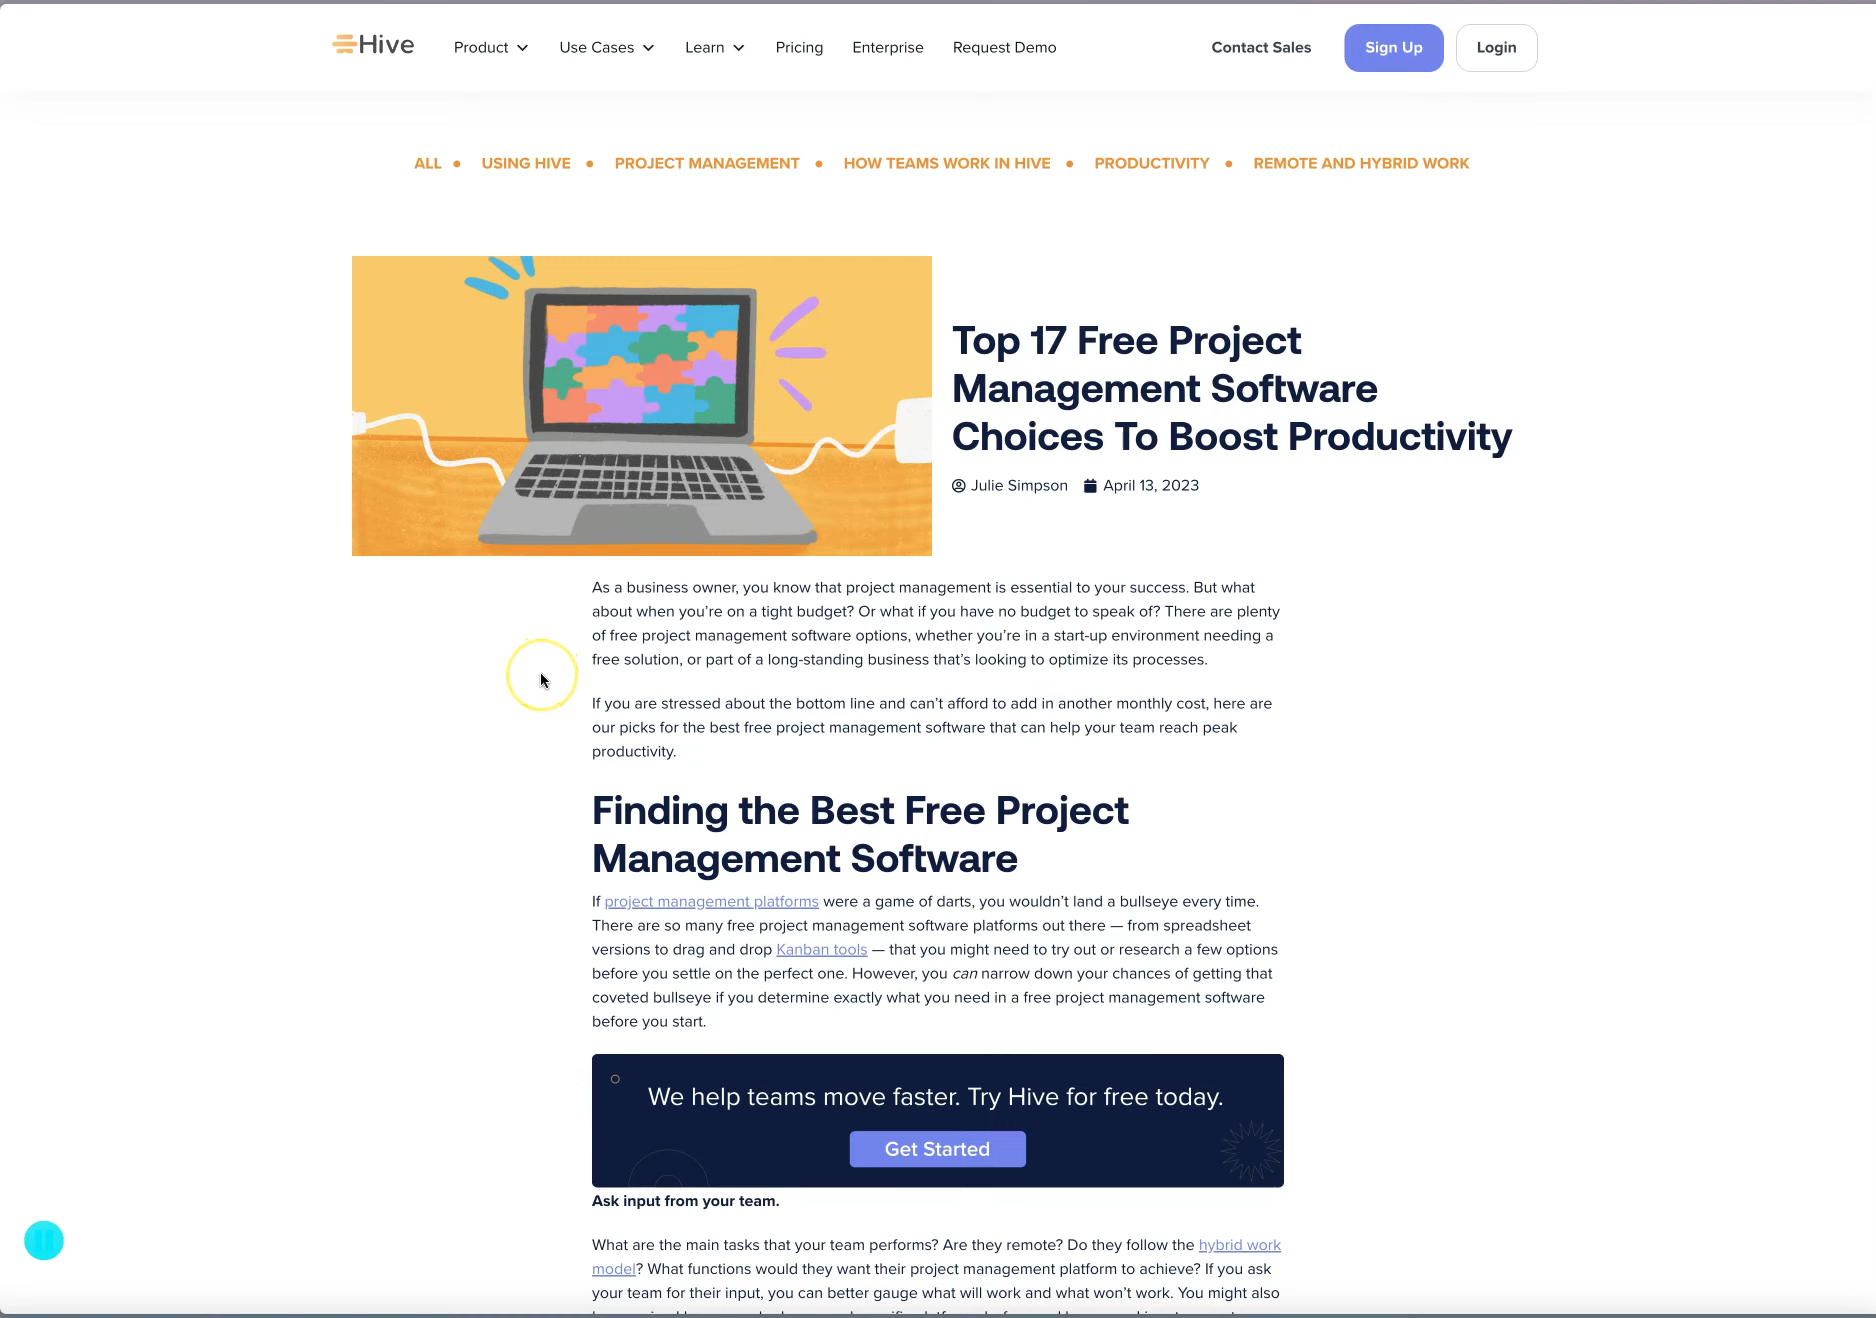 Hive
Product
Use Cases
Learn
Pricing
Enterprise
Request Demo
Contact Sales
Sign Up
Login
ALL • USING HIVE • PROJECT MANAGEMENT • HOW TEAMS WORK IN HIVE • PRODUCTIVITY • REMOTE AND HYBRID WORK
Top 17 Free Project
Management Software
Choices To Boost Productivity
Julie Simpson April 13, 2023
As a business owner, you know that project management is essential to your success. But what
about when you’re on a tight budget? Or what if you have no budget to speak of? There are plenty
of free project management software options, whether you’re in a start-up environment needing a
free solution, or part of a long-standing business that’s looking to optimize its processes.
If you are stressed about the bottom line and can’t afford to add in another monthly cost, here are
our picks for the best free project management software that can help your team reach peak
productivity.
Finding the Best Free Project
Management Software
If project management platforms were a game of darts, you wouldn’t land a bullseye every time.
There are so many free project management software platforms out there — from spreadsheet
versions to drag and drop Kanban tools — that you might need to try out or research a few options
before you settle on the perfect one. However, you can narrow down your chances of getting that
coveted bullseye if you determine exactly what you need in a free project management software
before you start.
We help teams move faster. Try Hive for free today.
Get Started
Ask input from your team.
What are the main tasks that your team performs? Are they remote? Do they follow the hybrid work
model? What functions would they want their project management platform to achieve? If you ask
your team for their input, you can better gauge what will work and what won’t work. You might also